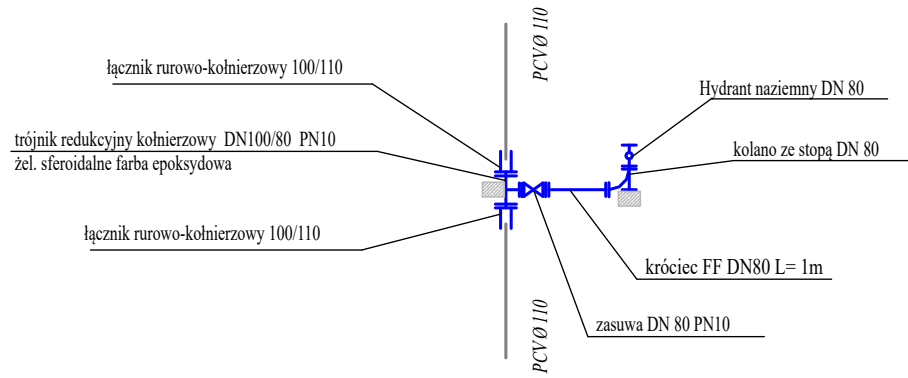 PCV Ø 110
łącznik rurowo-kołnierzowy 100/110
Hydrant naziemny DN 80
trójnik redukcyjny kołnierzowy DN100/80 PN10
żel. sferoidalne farba epoksydowa
kolano ze stopą DN 80
łącznik rurowo-kołnierzowy 100/110
króciec FF DN80 L= 1m
zasuwa DN 80 PN10
PCV Ø 110